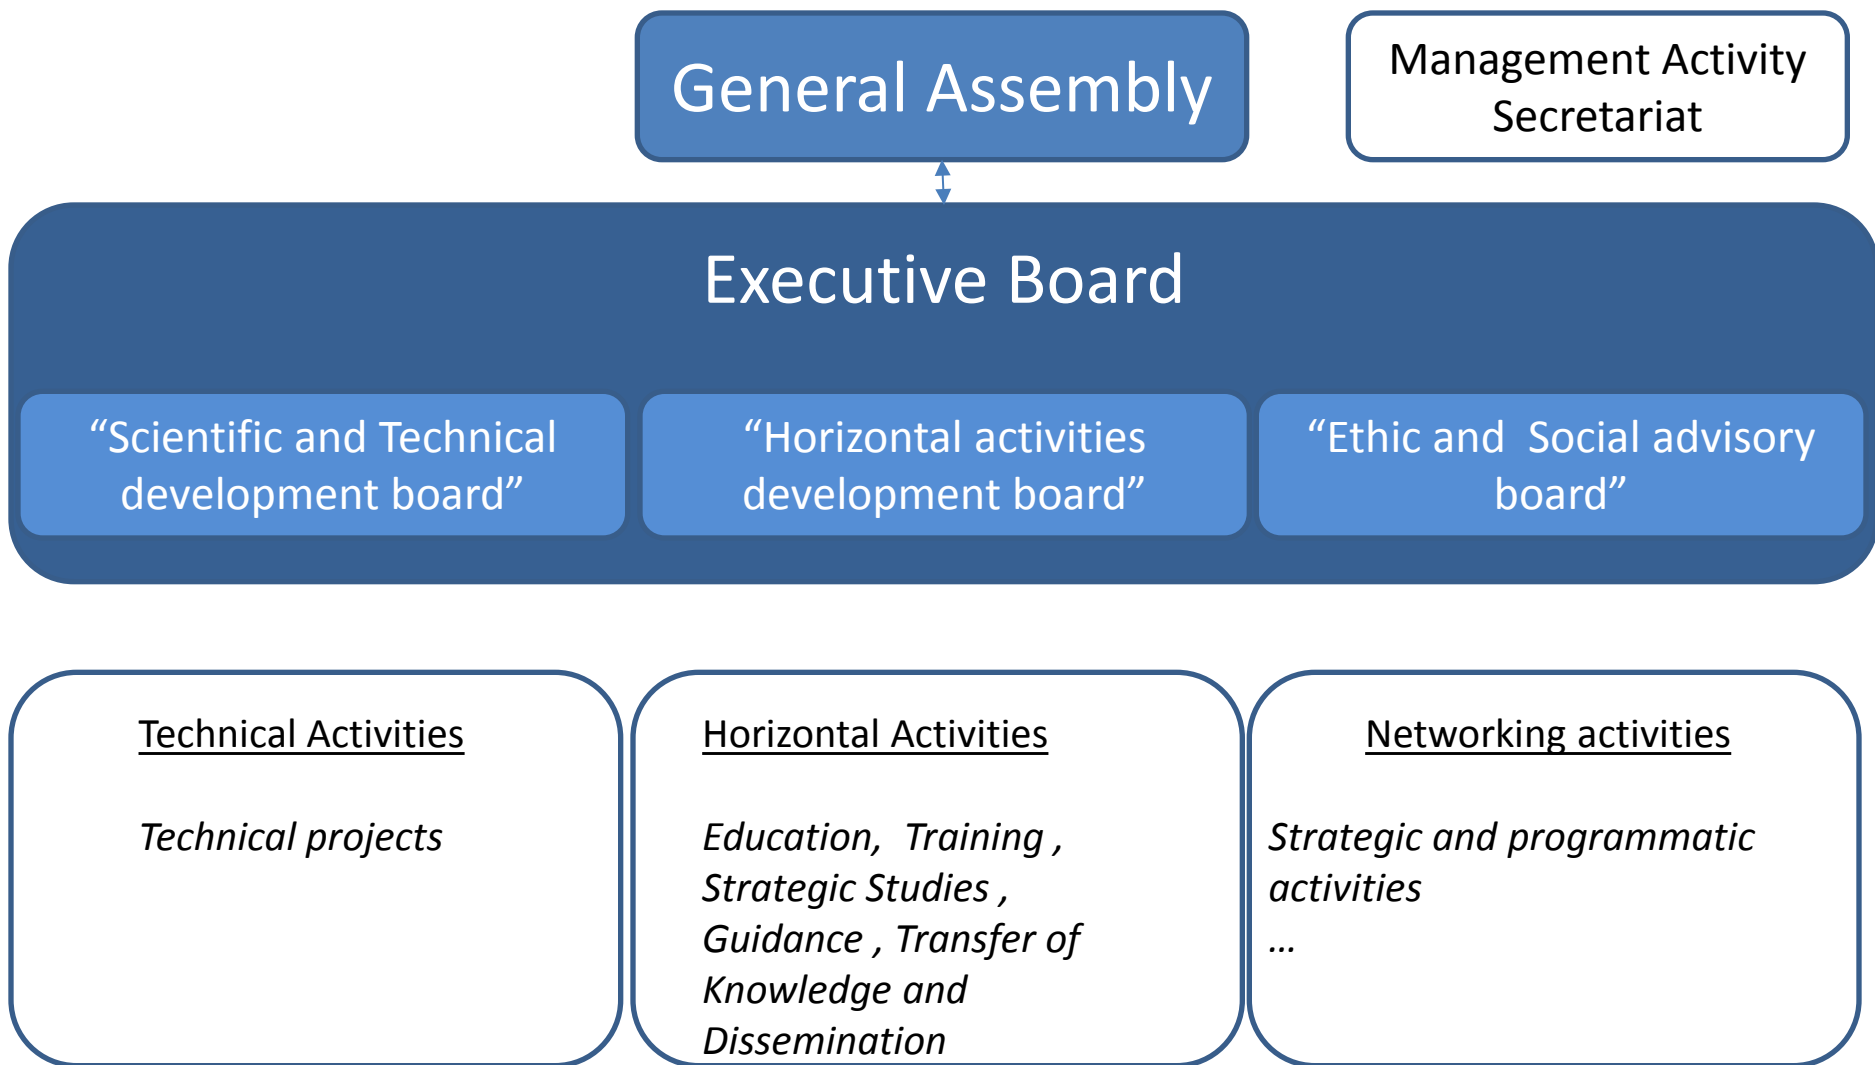 General Assembly
Management Activity
Secretariat
Executive Board
“Scientific and Technical
development board”
“Horizontal activities
development board”
“Ethic and  Social advisory
board”
Technical Activities
Technical projects
Horizontal Activities
Education,  Training ,
Strategic Studies ,
Guidance , Transfer of
Knowledge and
Dissemination
Networking activities
Strategic and programmatic
activities
…